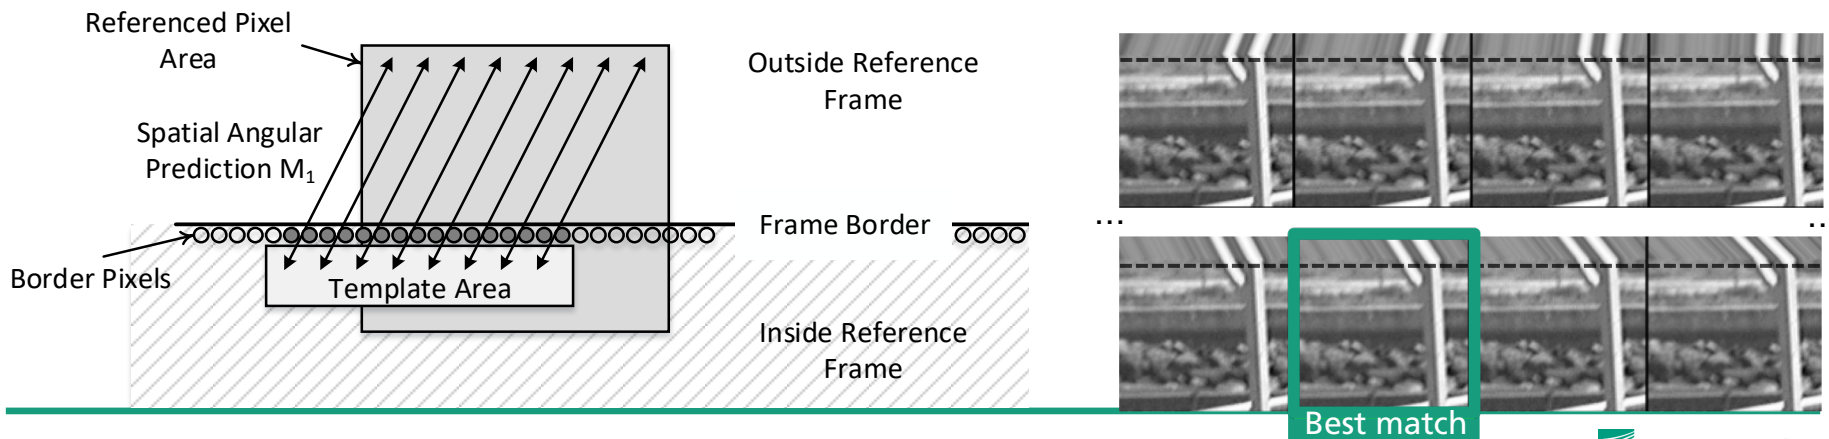 Referenced Pixel
Area
Outside Reference
Frame
Spatial Angular
Prediction M₁
Frame Border
Border Pixels
Template Area
Inside Reference
Frame
...
..
Best match